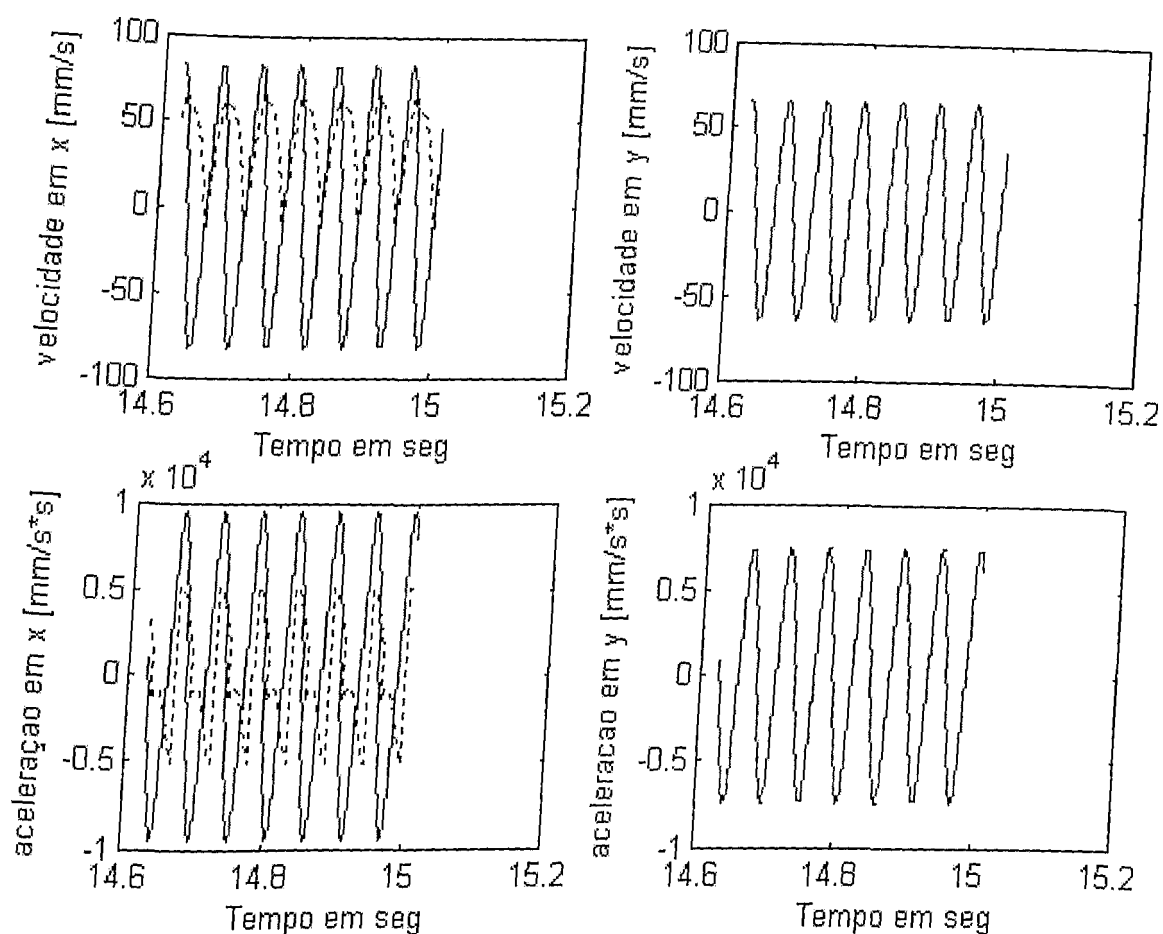 velocidade em x [mm/s]
100
50
0
-50
-100
14.6 14.8 15 15.2
Tempo em seg
velocidade em y [mm/s]
100
50
0
-50
-100
14.6 14.8 15 15.2
Tempo em seg
x 10^4
aceleraçao em x [mm/s*s]
1
0.5
0
-0.5
-1
14.6 14.8 15 15.2
Tempo em seg
x 10^4
aceleracao em y [mm/s*s]
1
0.5
0
-0.5
-1
14.6 14.8 15 15.2
Tempo em seg